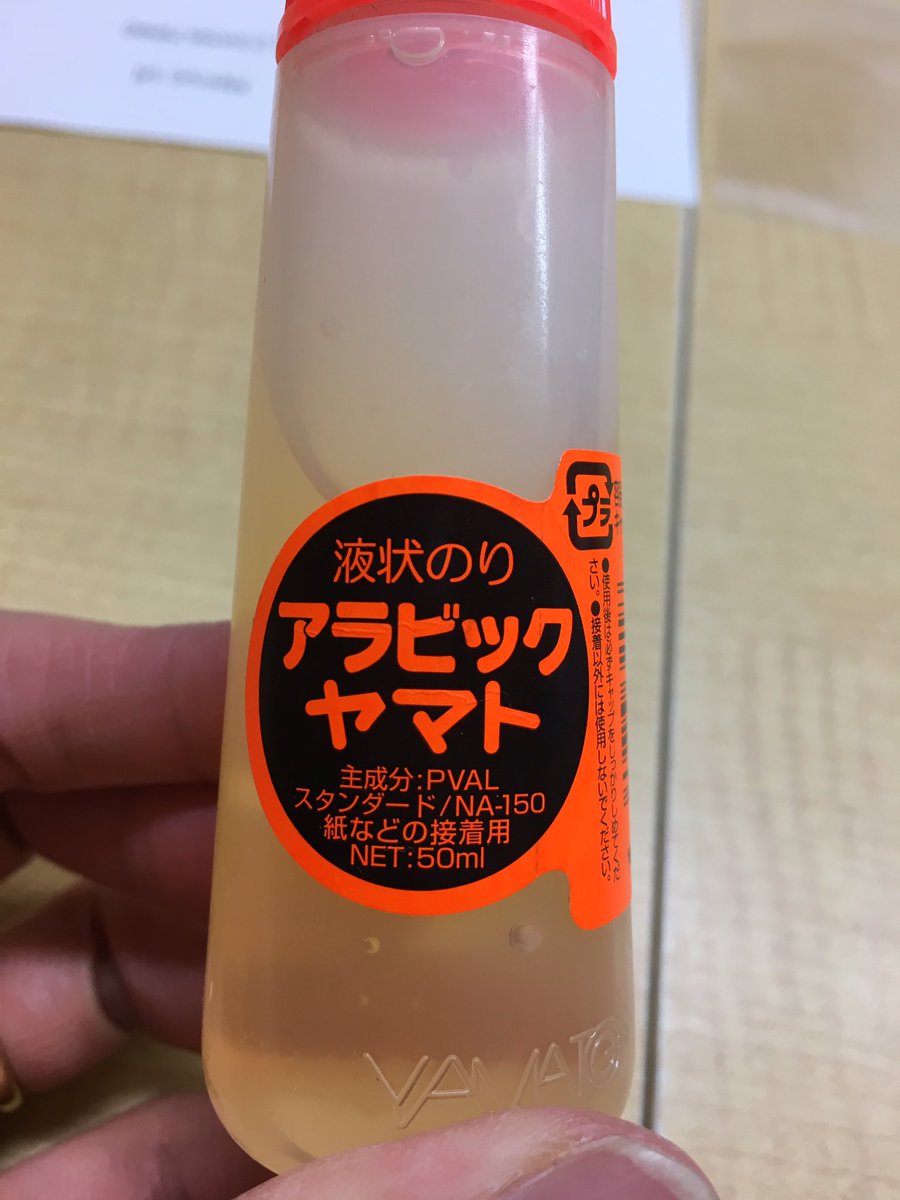 液状のり
アラビック
ヤマト
主成分:PVAL
スタンダード/NA-150
紙などの接着用
NET:50ml
プラ
●使用後は必ずキャップをしっかりしめてくだ
さい。●接着以外には使用しないでください。
YAMATO